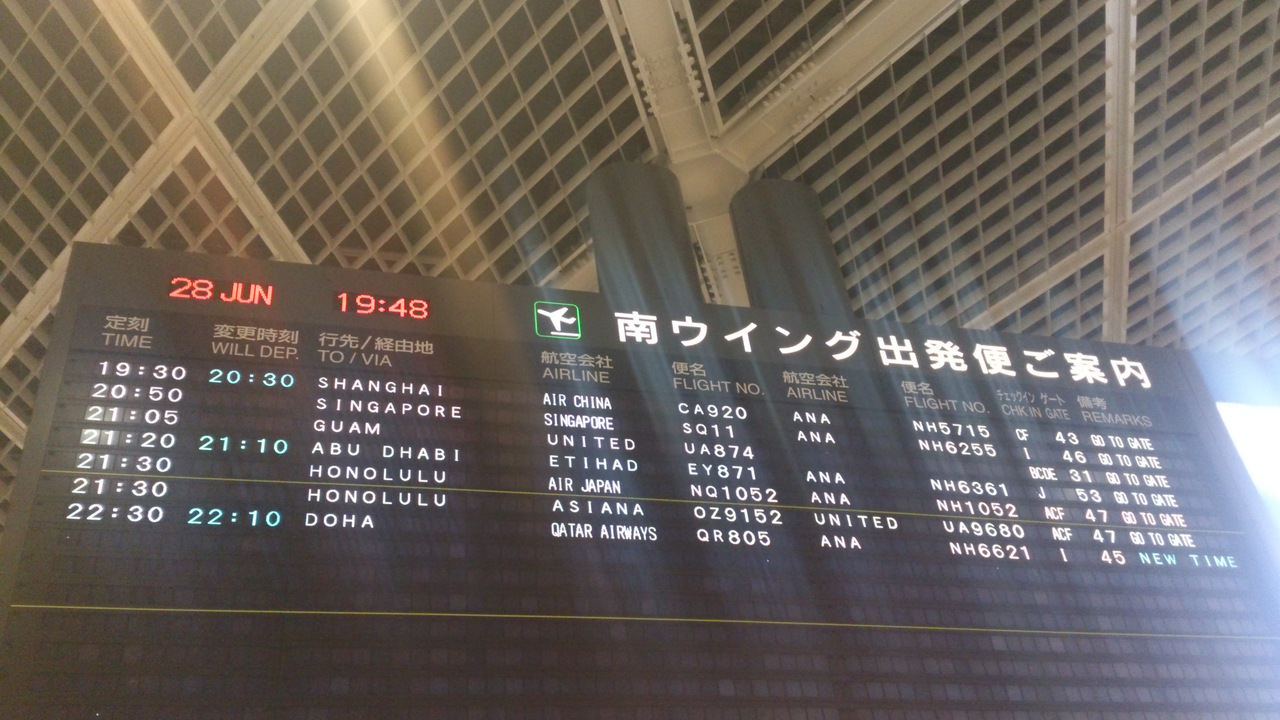 28 JUN 19:48 南ウイング 出発便ご案内
定刻 変更時刻 行先/経由地 航空会社 便名 航空会社 便名 チェックイン ゲート 備考
TIME WILL DEP. TO / VIA AIRLINE FLIGHT NO. AIRLINE FLIGHT NO. CHK IN GATE REMARKS
19:30 20:30 SHANGHAI AIR CHINA CA920 ANA NH5715 CF 43 GO TO GATE
20:50 SINGAPORE SINGAPORE SQ11 ANA NH6255 I 46 GO TO GATE
21:05 GUAM UNITED UA874 BCDE 31 GO TO GATE
21:20 21:10 ABU DHABI ETIHAD EY871 ANA NH6361 J 53 GO TO GATE
21:30 HONOLULU AIR JAPAN NQ1052 ANA NH1052 ACF 47 GO TO GATE
21:30 HONOLULU ASIANA OZ9152 UNITED UA9680 ACF 47 GO TO GATE
22:30 22:10 DOHA QATAR AIRWAYS QR805 ANA NH6621 I 45 NEW TIME